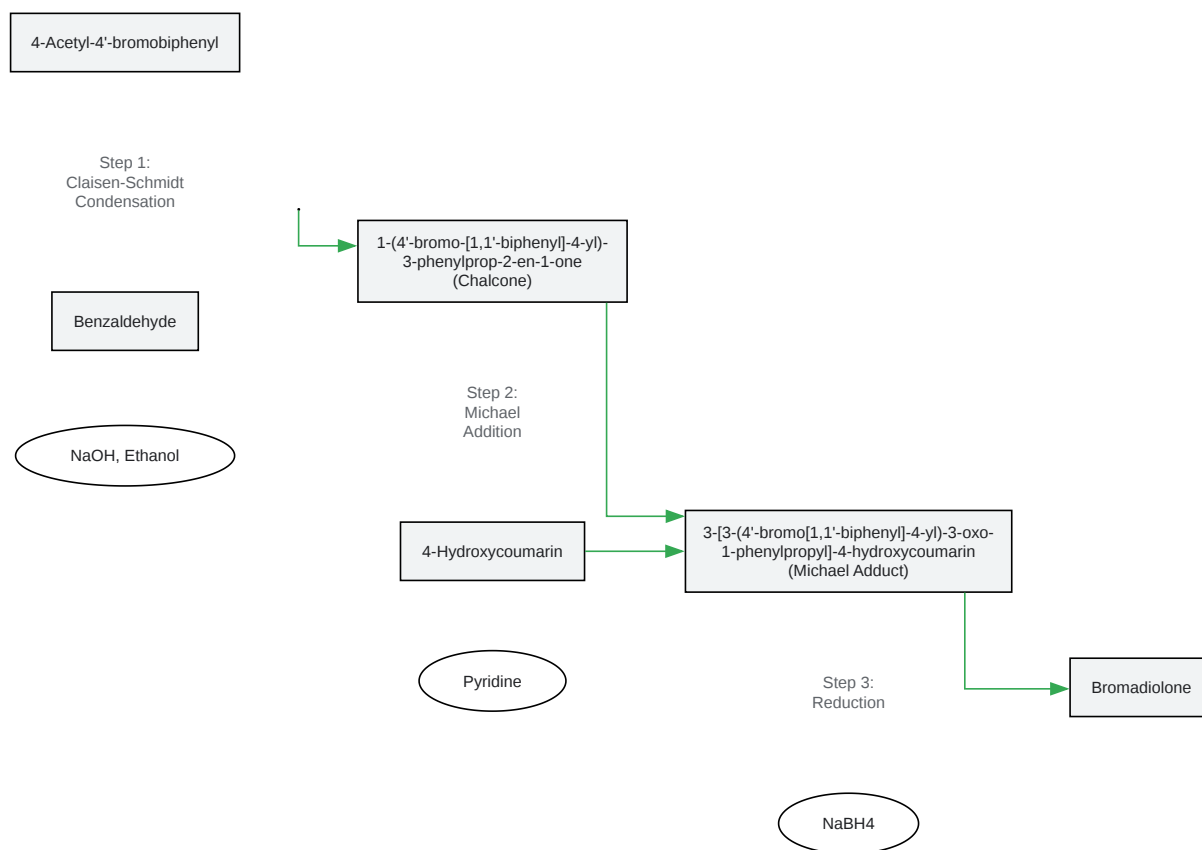 4-Acetyl-4'-bromobiphenyl
Step 1:
Claisen-Schmidt
Condensation
1-(4'-bromo-[1,1'-biphenyl]-4-yl)-
3-phenylprop-2-en-1-one
(Chalcone)
Benzaldehyde
Step 2:
Michael
Addition
NaOH, Ethanol
3-[3-(4'-bromo[1,1'-biphenyl]-4-yl)-3-oxo-
1-phenylpropyl]-4-hydroxycoumarin
(Michael Adduct)
4-Hydroxycoumarin
Pyridine
Step 3:
Reduction
Bromadiolone
NaBH4